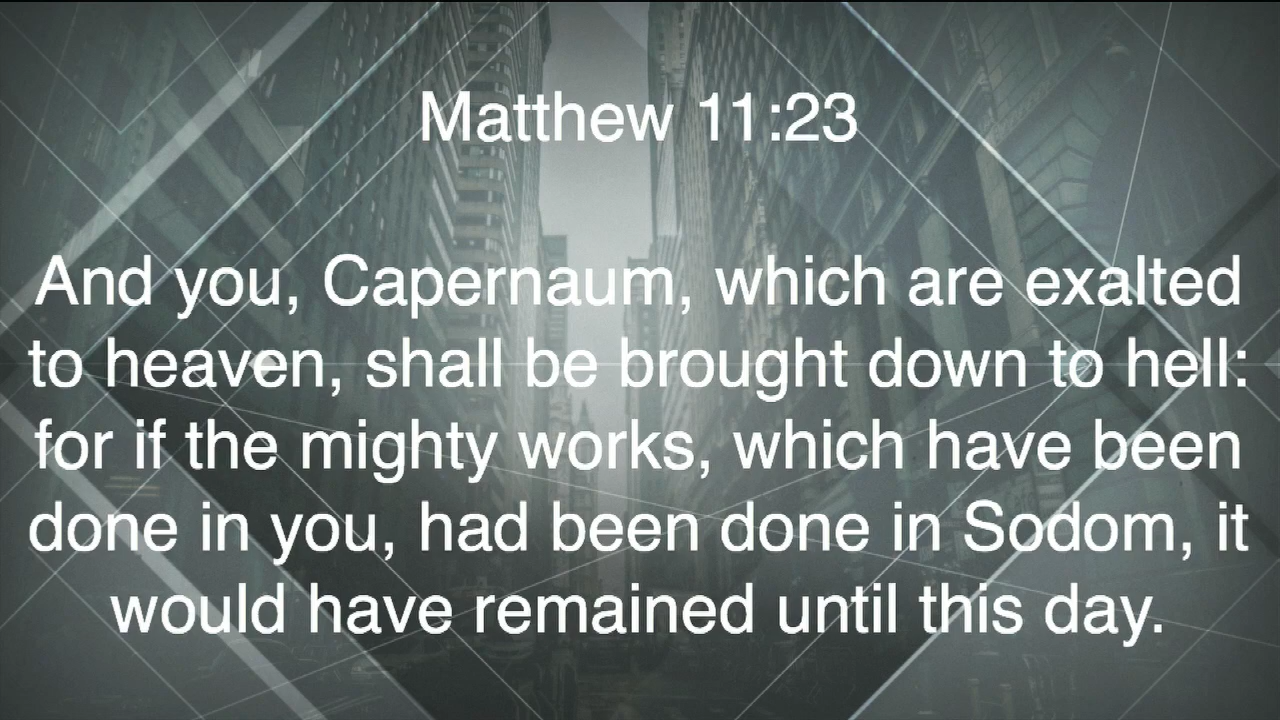 Matthew 11:23
And you, Capernaum, which are exalted
to heaven, shall be brought down to hell:
for if the mighty works, which have been
done in you, had been done in Sodom, it
would have remained until this day.